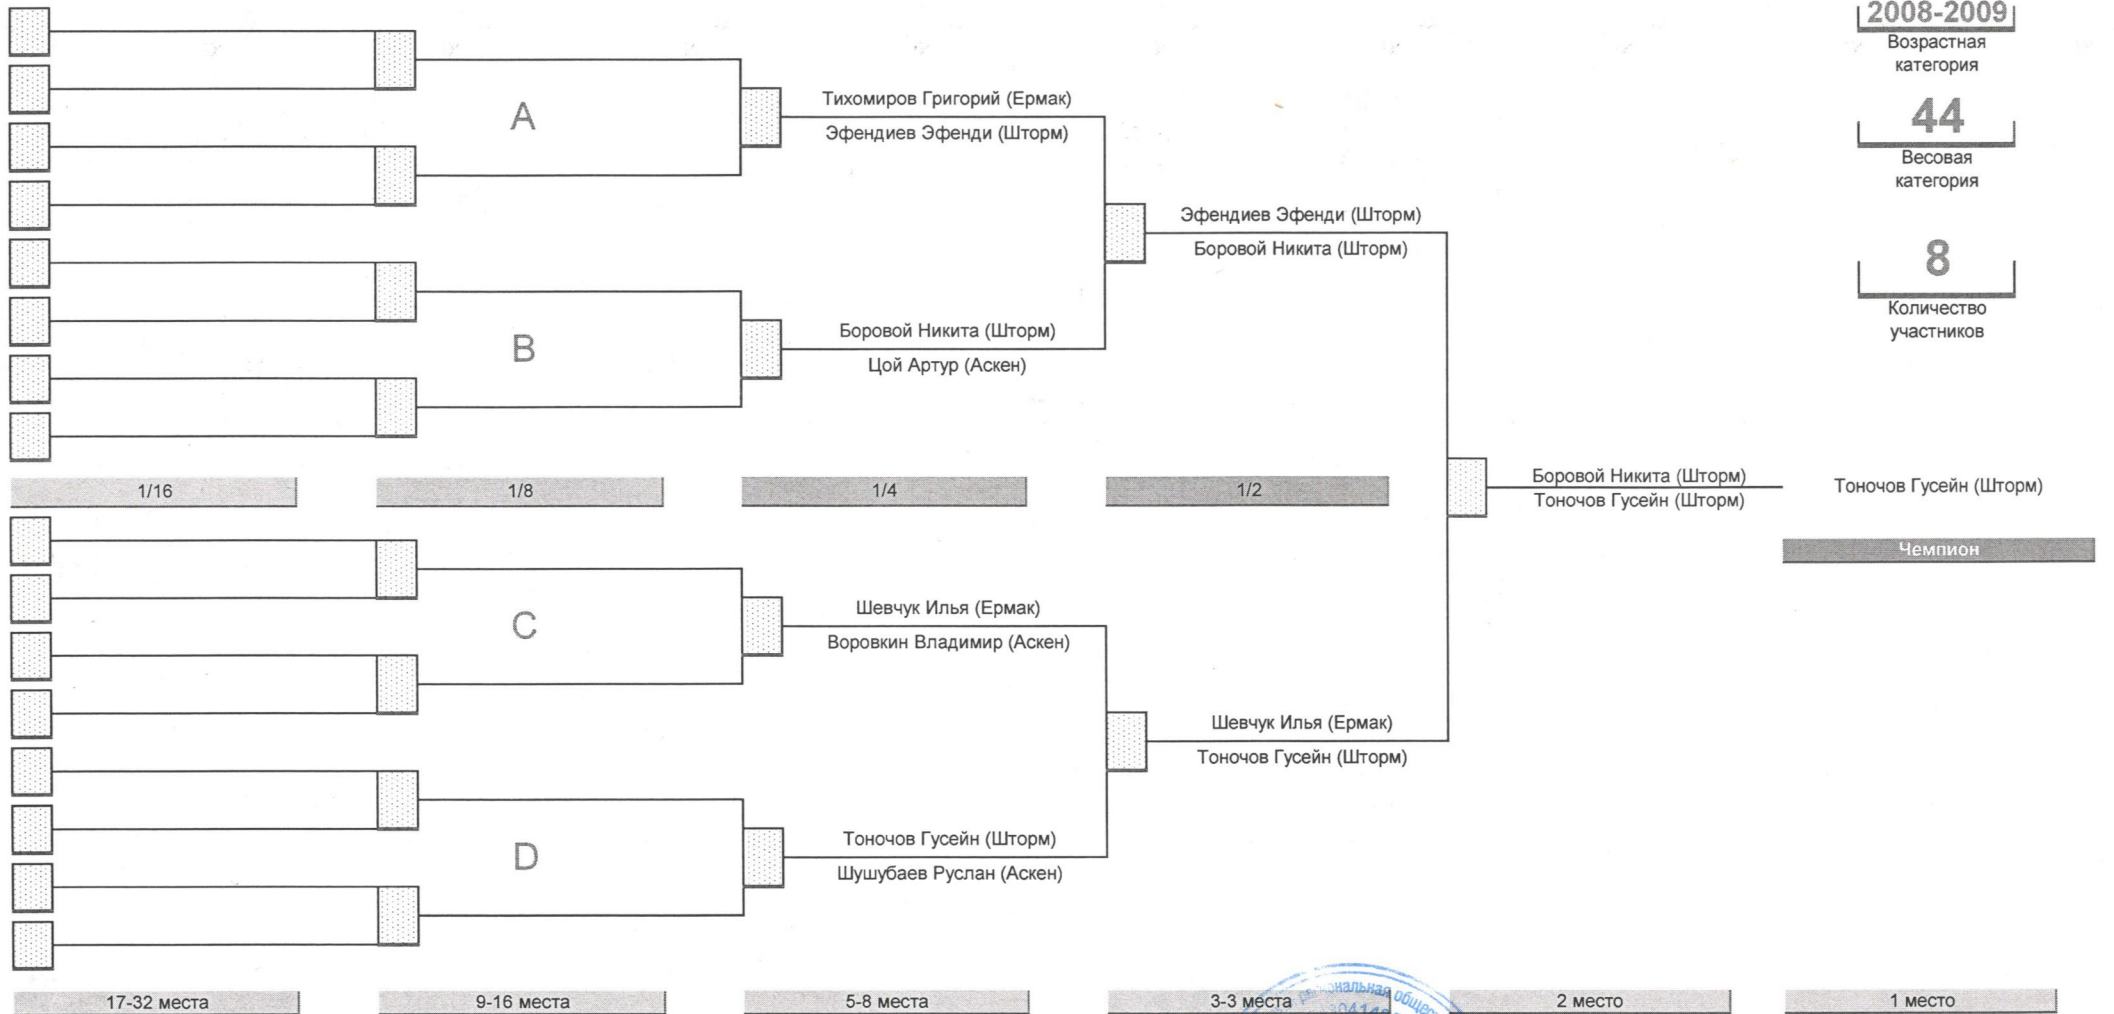 2008-2009
Возрастная
категория
44
Весовая
категория
8
Количество
участников
A
Тихомиров Григорий (Ермак)
Эфендиев Эфенди (Шторм)
Эфендиев Эфенди (Шторм)
Боровой Никита (Шторм)
B
Боровой Никита (Шторм)
Цой Артур (Аскен)
1/16
1/8
1/4
1/2
Боровой Никита (Шторм)
Тоночов Гусейн (Шторм)
Тоночов Гусейн (Шторм)
Чемпион
C
Шевчук Илья (Ермак)
Воровкин Владимир (Аскен)
Шевчук Илья (Ермак)
Тоночов Гусейн (Шторм)
D
Тоночов Гусейн (Шторм)
Шушубаев Руслан (Аскен)
17-32 места
9-16 места
5-8 места
3-3 места
2 место
1 место